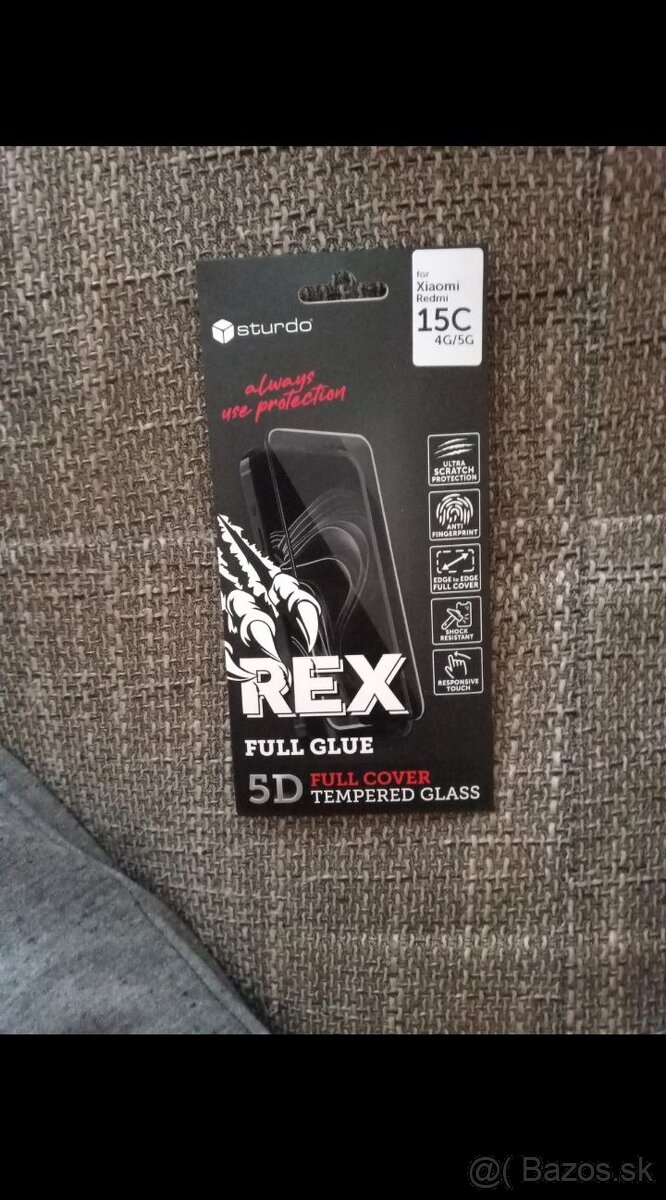 sturdo
for
Xiaomi
Redmi
15C
4G/5G
always
use protection
ULTRA
SCRATCH
PROTECTION
ANTI
FINGERPRINT
EDGE to EDGE
FULL COVER
SHOCK
RESISTANT
RESPONSIVE
TOUCH
REX
FULL GLUE
5D FULL COVER
TEMPERED GLASS
@( Bazos.sk